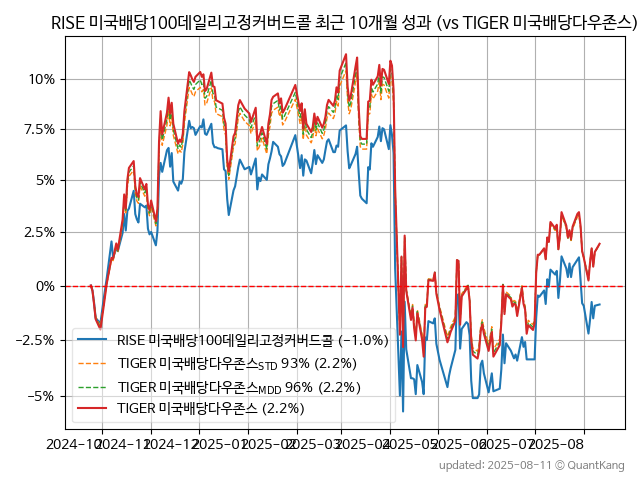 RISE 미국배당100데일리고정커버드콜 최근 10개월 성과 (vs TIGER 미국배당다우존스)
10%
7.5%
5%
2.5%
0%
−2.5%
−5%
RISE 미국배당100데일리고정커버드콜 (−1.0%)
TIGER 미국배당다우존스STD 93% (2.2%)
TIGER 미국배당다우존스MDD 96% (2.2%)
TIGER 미국배당다우존스 (2.2%)
2024-10 2024-11 2024-12 2025-01 2025-02 2025-03 2025-04 2025-05 2025-06 2025-07 2025-08
updated: 2025-08-11 © QuantKang